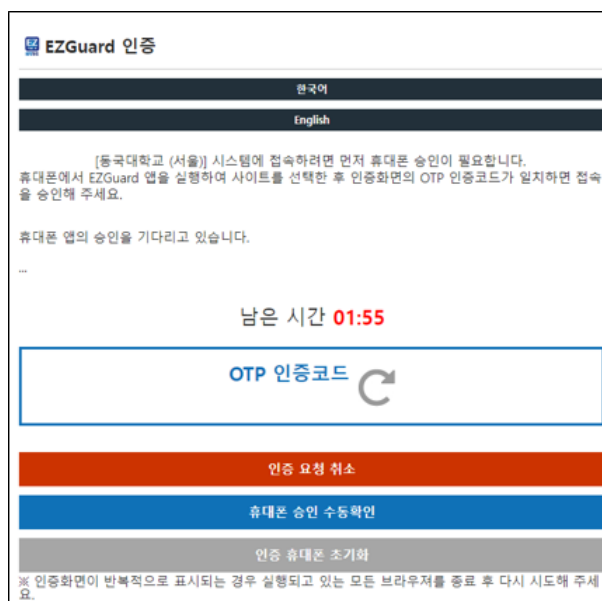 EZ
EZGuard 인증
한국어
English
[동국대학교 (서울)] 시스템에 접속하려면 먼저 휴대폰 승인이 필요합니다.
휴대폰에서 EZGuard 앱을 실행하여 사이트를 선택한 후 인증화면의 OTP 인증코드가 일치하면 접속
을 승인해 주세요.
휴대폰 앱의 승인을 기다리고 있습니다.
...
남은 시간 01:55
OTP 인증코드
인증 요청 취소
휴대폰 승인 수동확인
인증 휴대폰 초기화
※ 인증화면이 반복적으로 표시되는 경우 실행되고 있는 모든 브라우져를 종료 후 다시 시도해 주세
요.